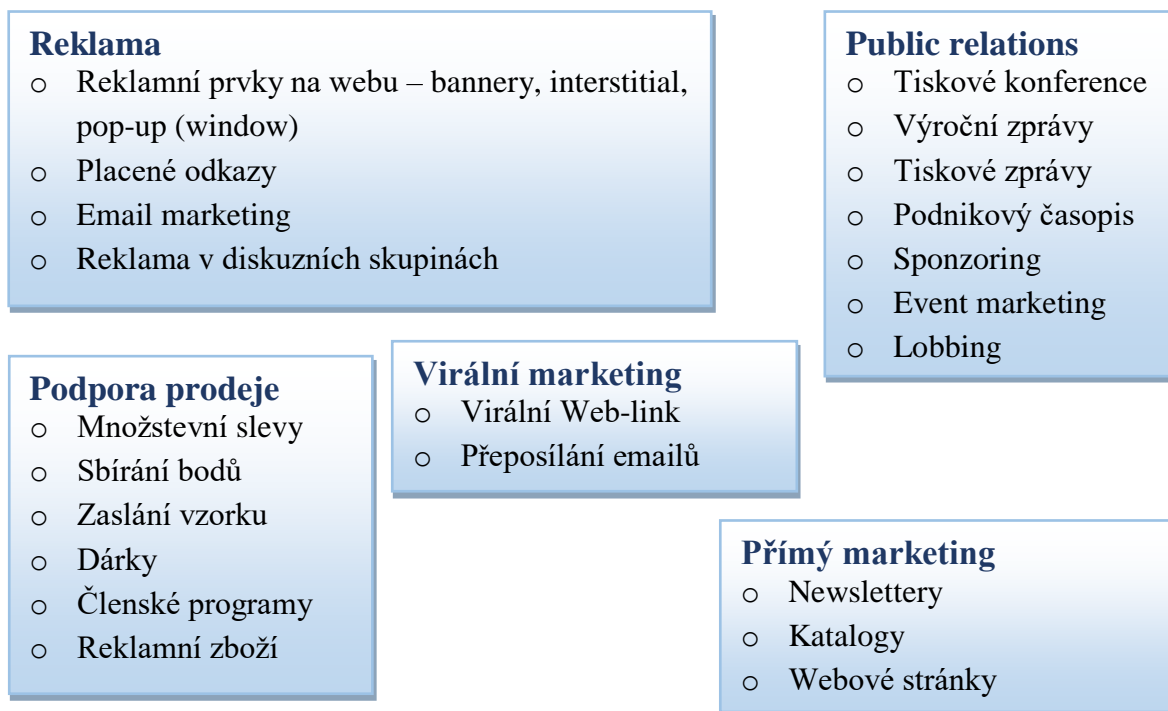 Reklama
o Reklamní prvky na webu – bannery, interstitial,
pop-up (window)
o Placené odkazy
o Email marketing
o Reklama v diskuzních skupinách
Public relations
o Tiskové konference
o Výroční zprávy
o Tiskové zprávy
o Podnikový časopis
o Sponzoring
o Event marketing
o Lobbing
Podpora prodeje
o Množstevní slevy
o Sbírání bodů
o Zaslání vzorku
o Dárky
o Členské programy
o Reklamní zboží
Virální marketing
o Virální Web-link
o Přeposílání emailů
Přímý marketing
o Newslettery
o Katalogy
o Webové stránky